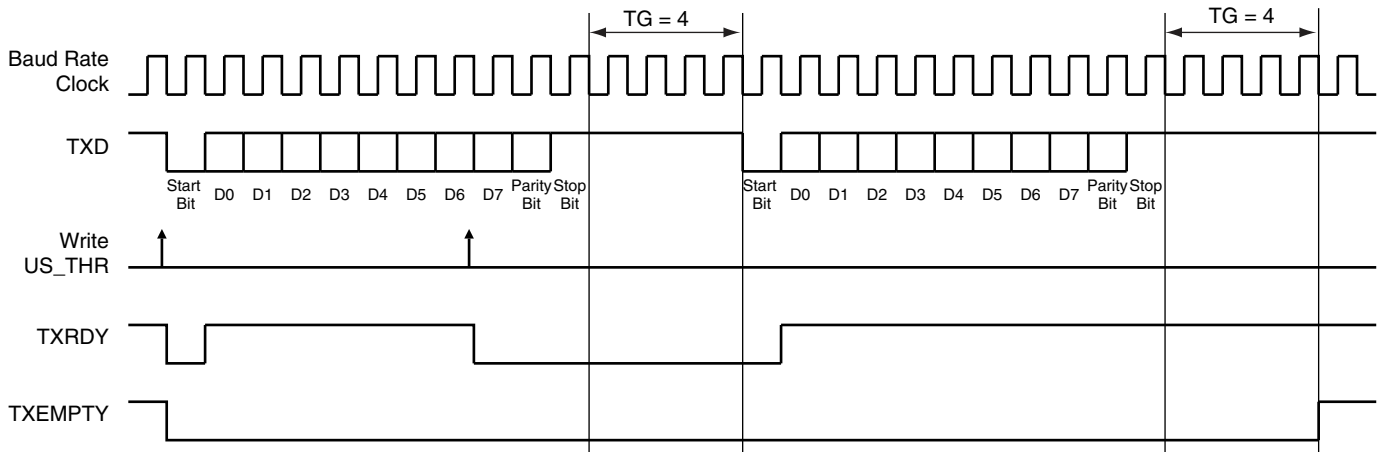 TG = 4
TG = 4
Baud Rate
Clock
TXD
Start
Bit
D0
D1
D2
D3
D4
D5
D6
D7
Parity
Bit
Stop
Bit
Start
Bit
D0
D1
D2
D3
D4
D5
D6
D7
Parity
Bit
Stop
Bit
Write
US_THR
TXRDY
TXEMPTY